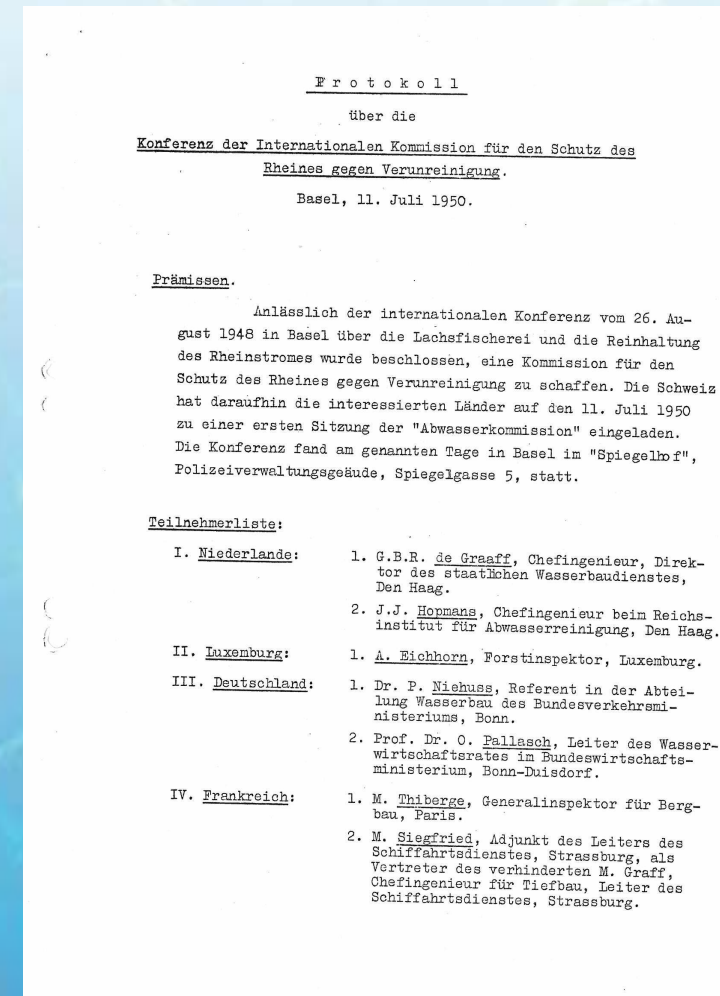 P r o t o k o l l
über die
Konferenz der Internationalen Kommission für den Schutz des
Rheines gegen Verunreinigung.
Basel, 11. Juli 1950.
Prämissen.
Anlässlich der internationalen Konferenz vom 26. Au-
gust 1948 in Basel über die Lachsfischerei und die Reinhaltung
des Rheinstromes wurde beschlossen, eine Kommission für den
Schutz des Rheines gegen Verunreinigung zu schaffen. Die Schweiz
hat daraufhin die interessierten Länder auf den 11. Juli 1950
zu einer ersten Sitzung der "Abwasserkommission" eingeladen.
Die Konferenz fand am genannten Tage in Basel im "Spiegelhof",
Polizeiverwaltungsgeäude, Spiegelgasse 5, statt.
Teilnehmerliste:
I. Niederlande: 1. G.B.R. de Graaff, Chefingenieur, Direk-
tor des staatlichen Wasserbaudienstes,
Den Haag.
2. J.J. Hopmans, Chefingenieur beim Reichs-
institut für Abwasserreinigung, Den Haag.
II. Luxemburg: 1. A. Eichhorn, Forstinspektor, Luxemburg.
III. Deutschland: 1. Dr. P. Niehuss, Referent in der Abtei-
lung Wasserbau des Bundesverkehrsmi-
nisteriums, Bonn.
2. Prof. Dr. O. Pallasch, Leiter des Wasser-
wirtschaftsrates im Bundeswirtschafts-
ministerium, Bonn-Duisdorf.
IV. Frankreich: 1. M. Thiberge, Generalinspektor für Berg-
bau, Paris.
2. M. Siegfried, Adjunkt des Leiters des
Schiffahrtsdienstes, Strassburg, als
Vertreter des verhinderten M. Graff,
Chefingenieur für Tiefbau, Leiter des
Schiffahrtsdienstes, Strassburg.